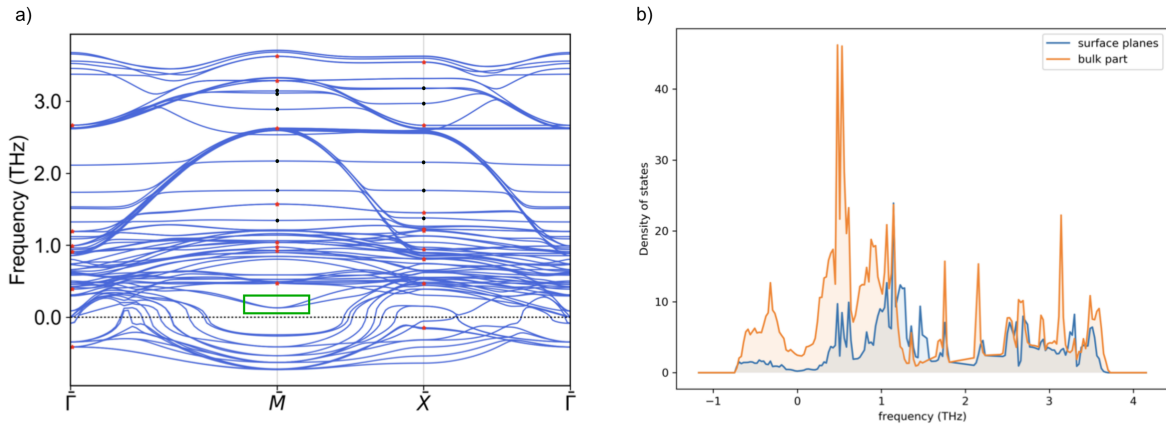 a)
Frequency (THz)
3.0
2.0
1.0
0.0
Γ̄
M̄
X̄
Γ̄
b)
surface planes
bulk part
Density of states
40
30
20
10
0
−1
0
1
2
3
4
frequency (THz)